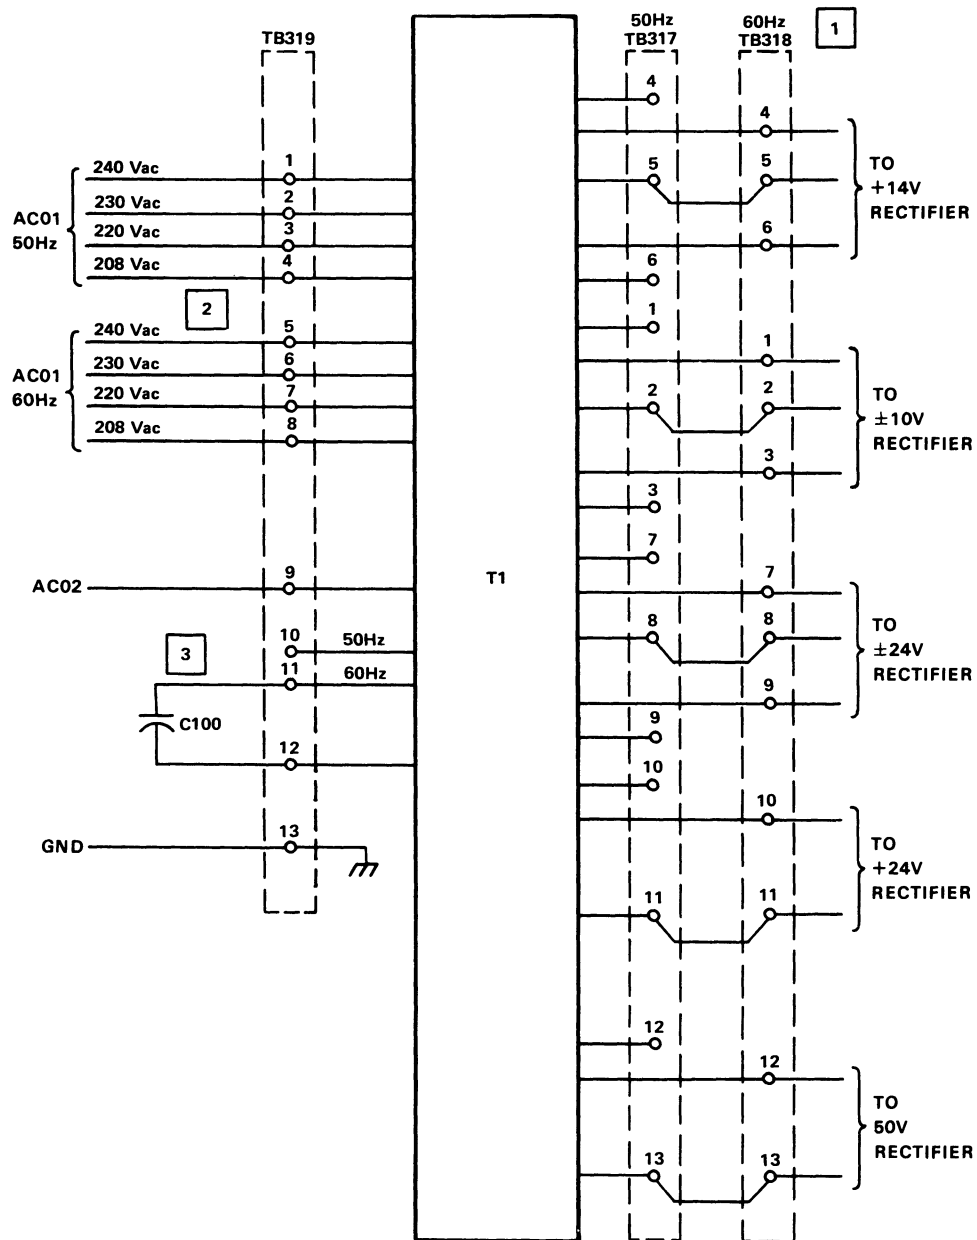 50Hz
TB317
60Hz
TB318
1
TB319
240 Vac
1
230 Vac
2
220 Vac
3
208 Vac
4
AC01
50Hz
2
240 Vac
5
230 Vac
6
220 Vac
7
208 Vac
8
AC01
60Hz
AC02
9
3
10
50Hz
11
60Hz
C100
12
GND
13
T1
4
4
5
5
6
6
TO
+14V
RECTIFIER
1
1
2
2
3
3
TO
±10V
RECTIFIER
7
7
8
8
9
9
TO
±24V
RECTIFIER
10
10
11
11
TO
+24V
RECTIFIER
12
12
13
13
TO
50V
RECTIFIER